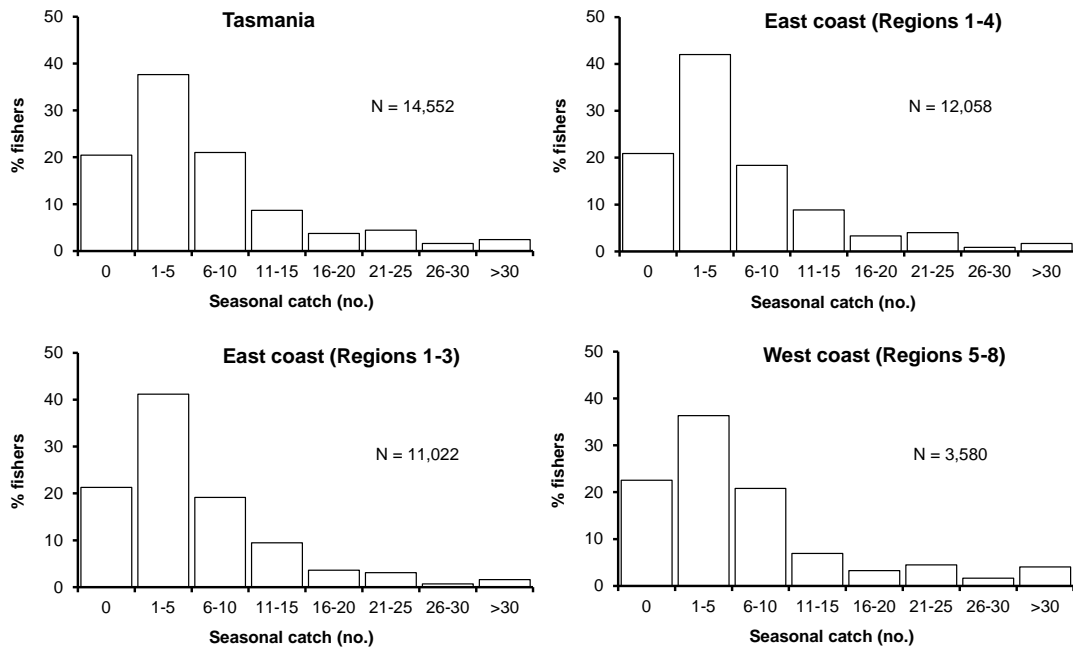 Tasmania
50
40
30
20
10
0
% fishers
N = 14,552
0 1-5 6-10 11-15 16-20 21-25 26-30 >30
Seasonal catch (no.)
East coast (Regions 1-4)
50
40
30
20
10
0
% fishers
N = 12,058
0 1-5 6-10 11-15 16-20 21-25 26-30 >30
Seasonal catch (no.)
East coast (Regions 1-3)
50
40
30
20
10
0
% fishers
N = 11,022
0 1-5 6-10 11-15 16-20 21-25 26-30 >30
Seasonal catch (no.)
West coast (Regions 5-8)
50
40
30
20
10
0
% fishers
N = 3,580
0 1-5 6-10 11-15 16-20 21-25 26-30 >30
Seasonal catch (no.)